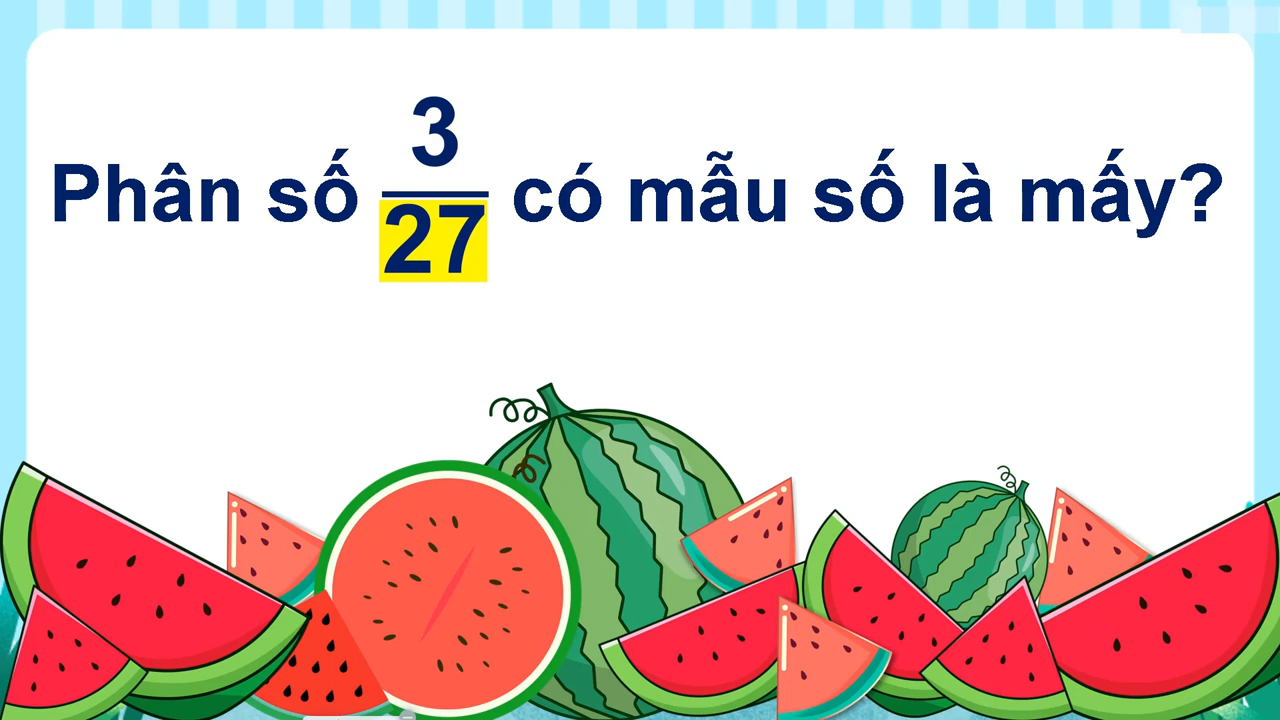 Phân số 3/27 có mẫu số là mấy?